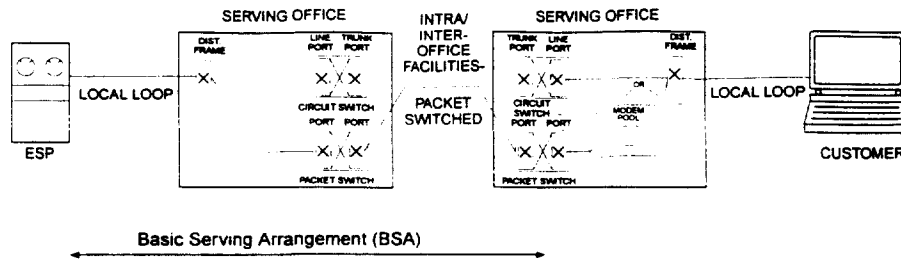 SERVING OFFICE
DIST.
FRAME
LINE
PORT
TRUNK
PORT
CIRCUIT SWITCH
PORT
PORT
PACKET SWITCH
LOCAL LOOP
ESP
INTRA/
INTER-
OFFICE
FACILITIES-
PACKET
SWITCHED
SERVING OFFICE
TRUNK
PORT
LINE
PORT
DIST.
FRAME
OR
CIRCUIT
SWITCH
MODEM
POOL
PORT
PORT
PACKET SWITCH
LOCAL LOOP
CUSTOMER
Basic Serving Arrangement (BSA)